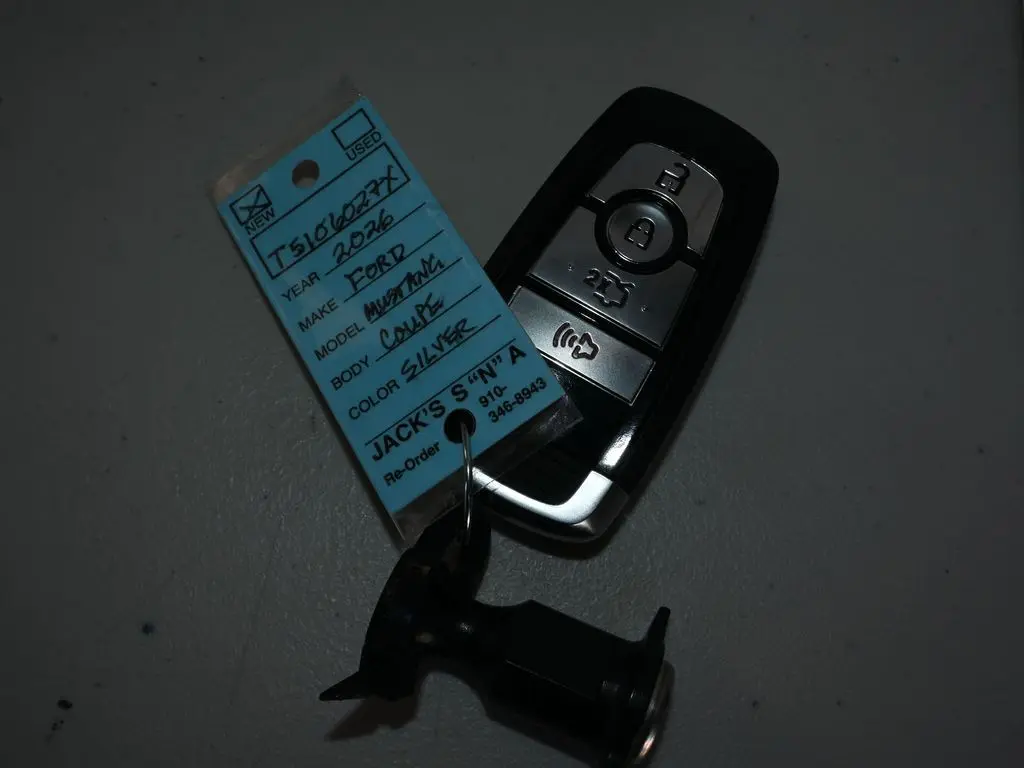 USED
NEW
T5106027X
YEAR 2026
MAKE FORD
MODEL MUSTANG
BODY COUPE
COLOR SILVER
JACK'S S "N" A
Re-Order 910-
346-8943
2X